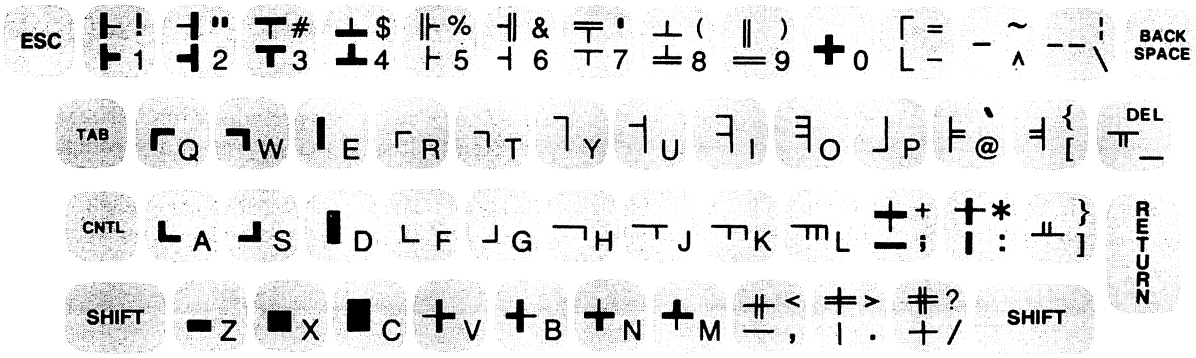 ESC ! 1 " 2 # 3 $ 4 % 5 & 6 ' 7 ( 8 ) 9 0 = - ~ ^ ¦ \ BACK SPACE
TAB Q W E R T Y U I O P ` @ { [ DEL _
CNTL A S D F G H J K L + ; * : } ] RETURN
SHIFT Z X C V B N M < , > . ? / SHIFT